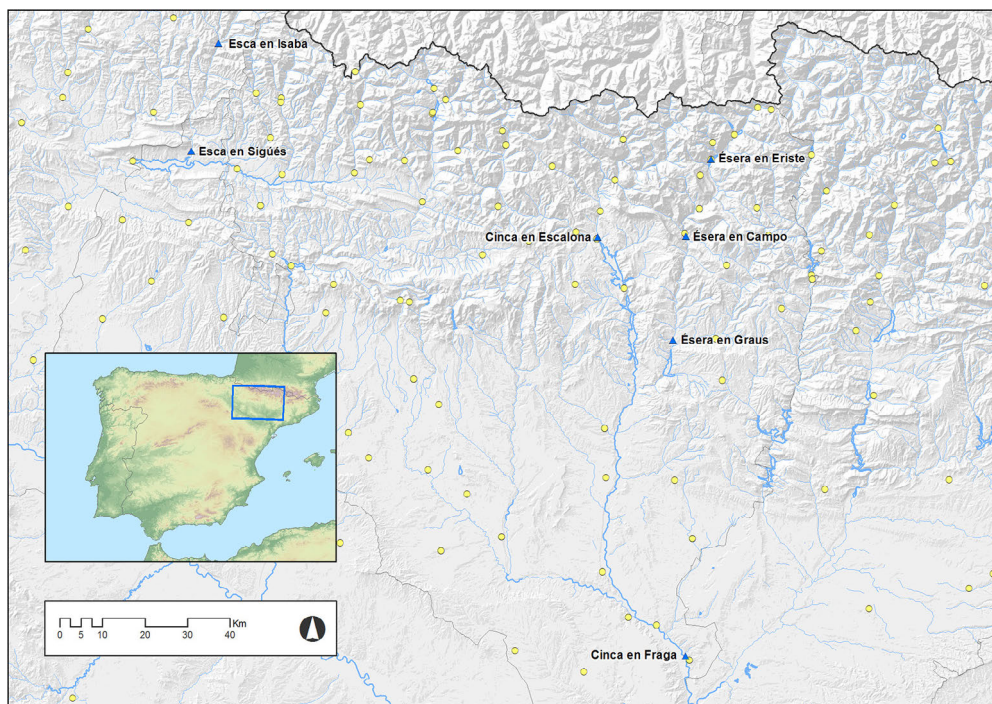 Esca en Isaba
Esca en Sigüés
Ésera en Eriste
Cinca en Escalona
Ésera en Campo
Ésera en Graus
0 5 10 20 30 40 Km
Cinca en Fraga